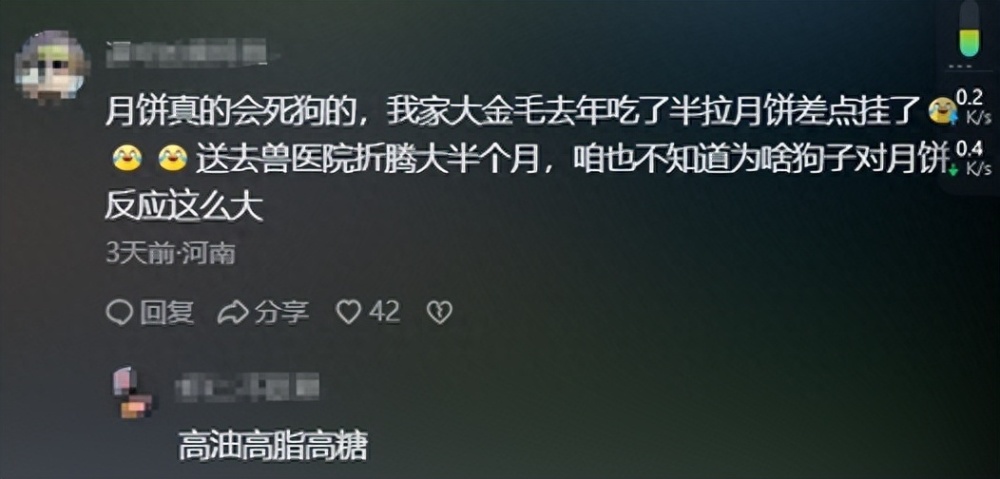 月饼真的会死狗的，我家大金毛去年吃了半拉月饼差点挂了😂
😂 😂 送去兽医院折腾大半个月，咱也不知道为啥狗子对月饼
反应这么大
3天前·河南
回复 分享 42
高油高脂高糖
0.2
K/s
0.4
K/s